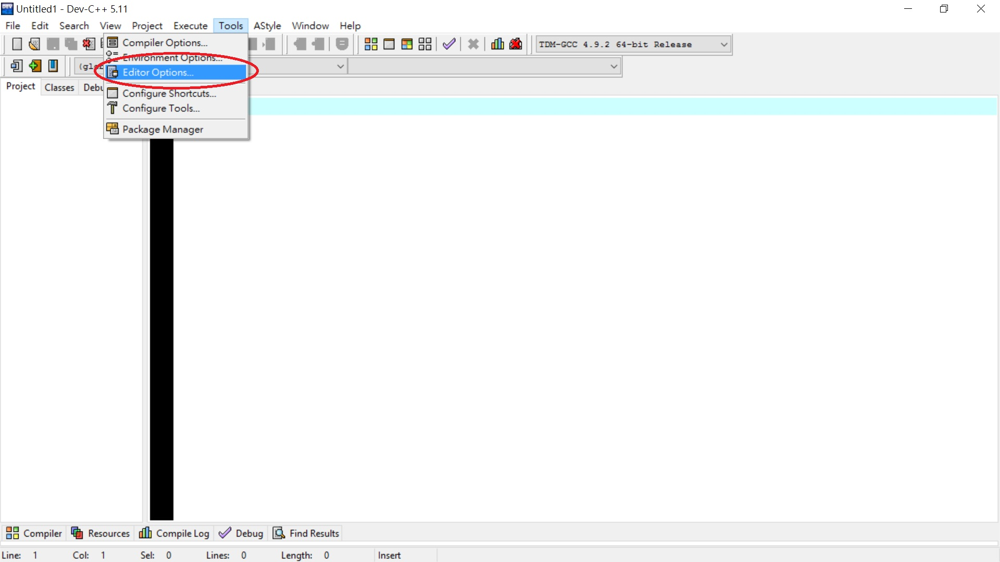 Untitled1 - Dev-C++ 5.11
File Edit Search View Project Execute Tools AStyle Window Help
Compiler Options...
TDM-GCC 4.9.2 64-bit Release
Environment Options...
(glob
Editor Options...
Project Classes Debu
Configure Shortcuts...
Configure Tools...
Package Manager
Compiler Resources Compile Log Debug Find Results
Line: 1 Col: 1 Sel: 0 Lines: 0 Length: 0 Insert